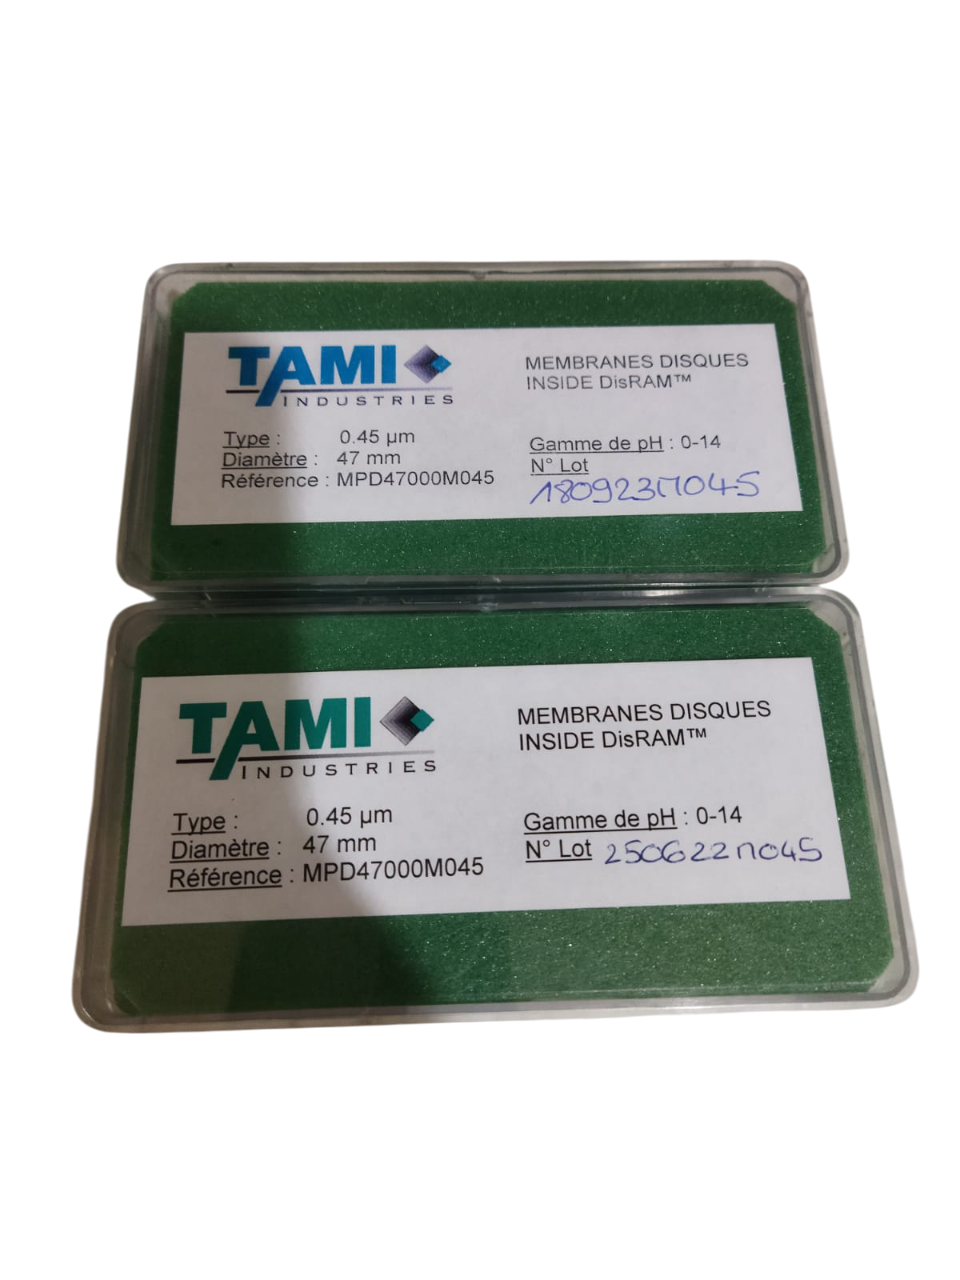 TAMI
INDUSTRIES
MEMBRANES DISQUES
INSIDE DisRAM™
Type : 0.45 µm
Diamètre : 47 mm
Référence : MPD47000M045
Gamme de pH : 0-14
N° Lot
180923M045
TAMI
INDUSTRIES
MEMBRANES DISQUES
INSIDE DisRAM™
Type : 0.45 µm
Diamètre : 47 mm
Référence : MPD47000M045
Gamme de pH : 0-14
N° Lot 250622M045